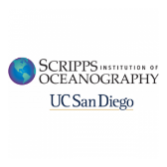 SCRIPPS INSTITUTION OF
OCEANOGRAPHY
UC San Diego